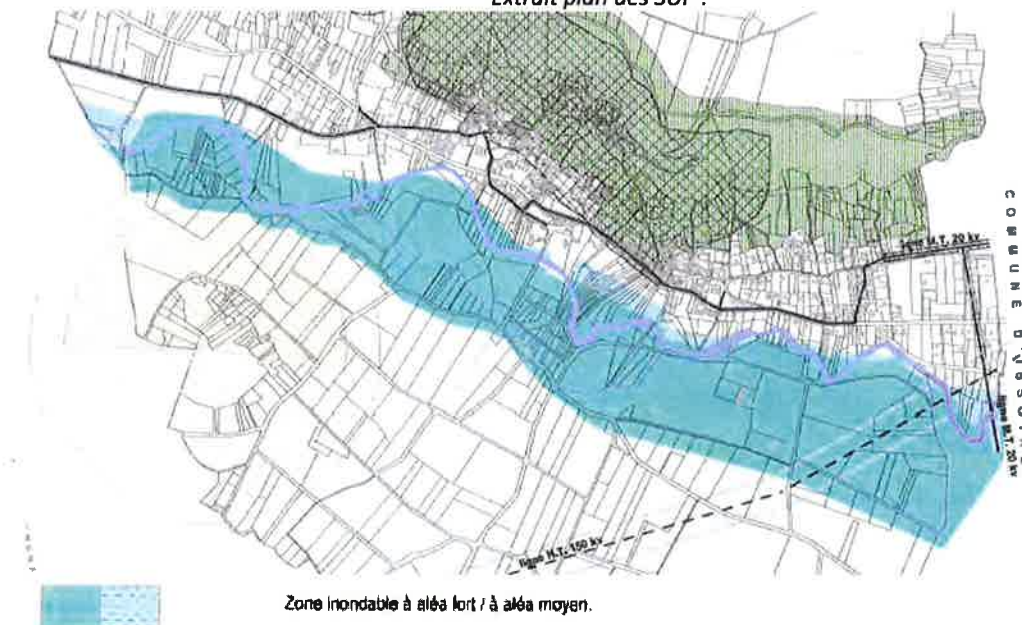 Extrait plan des SUP :
ligne M.T. 20 kv
COMMUNE
ligne M.T. 20 kv
ligne H.T. 150 kv
Zone inondable à aléa fort / à aléa moyen.